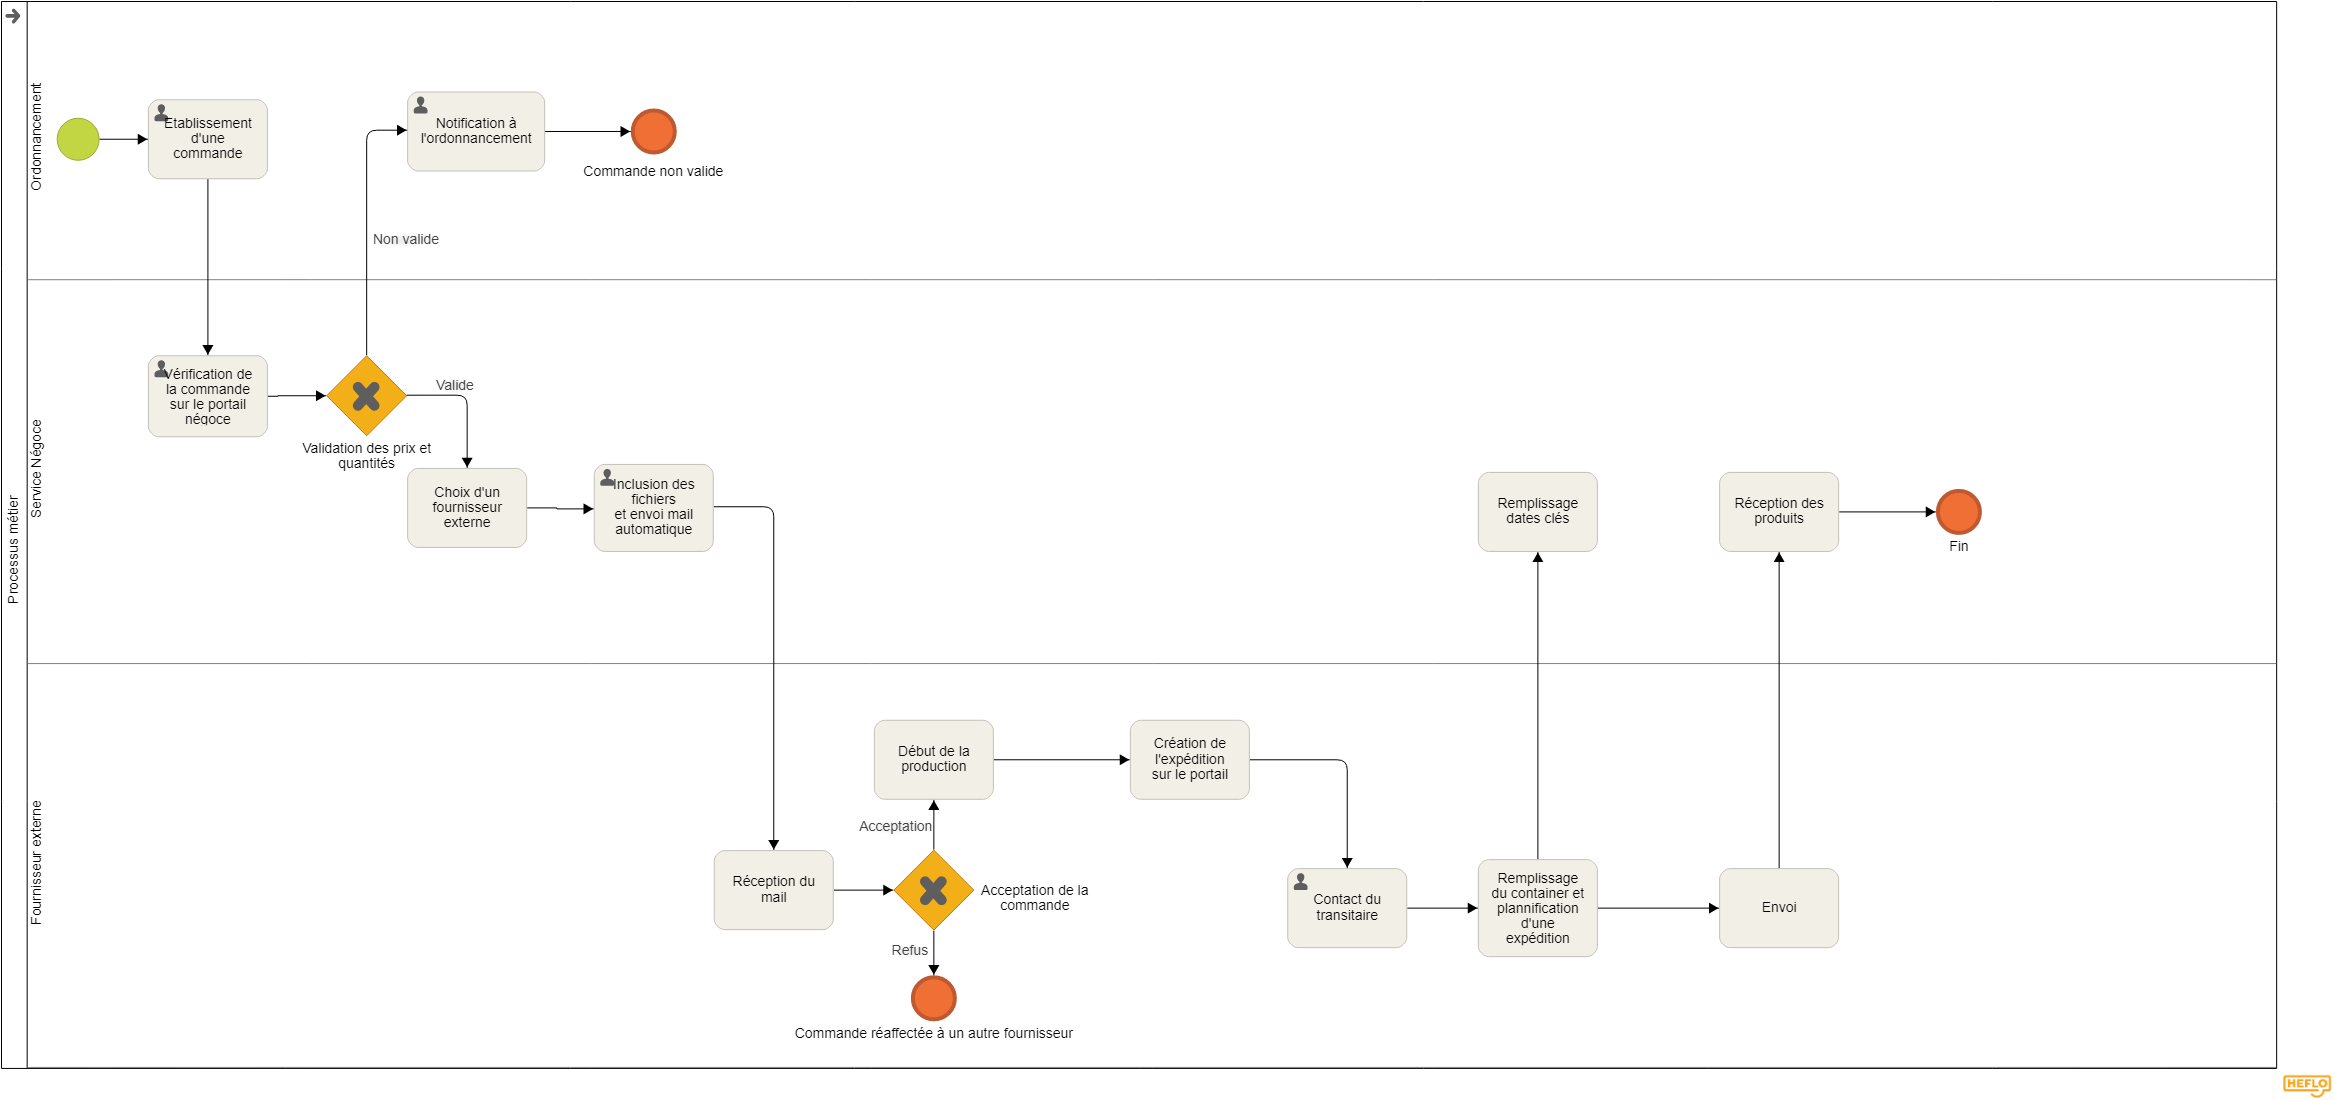 Processus métier
Ordonnancement
Etablissement
d'une
commande
Notification à
l'ordonnancement
Commande non valide
Non valide
Service Négoce
Vérification de
la commande
sur le portail
négoce
Valide
Validation des prix et
quantités
Choix d'un
fournisseur
externe
Inclusion des
fichiers
et envoi mail
automatique
Remplissage
dates clés
Réception des
produits
Fin
Fournisseur externe
Début de la
production
Création de
l'expédition
sur le portail
Acceptation
Réception du
mail
Acceptation de la
commande
Refus
Commande réaffectée à un autre fournisseur
Contact du
transitaire
Remplissage
du container et
plannification
d'une
expédition
Envoi
HEFLO